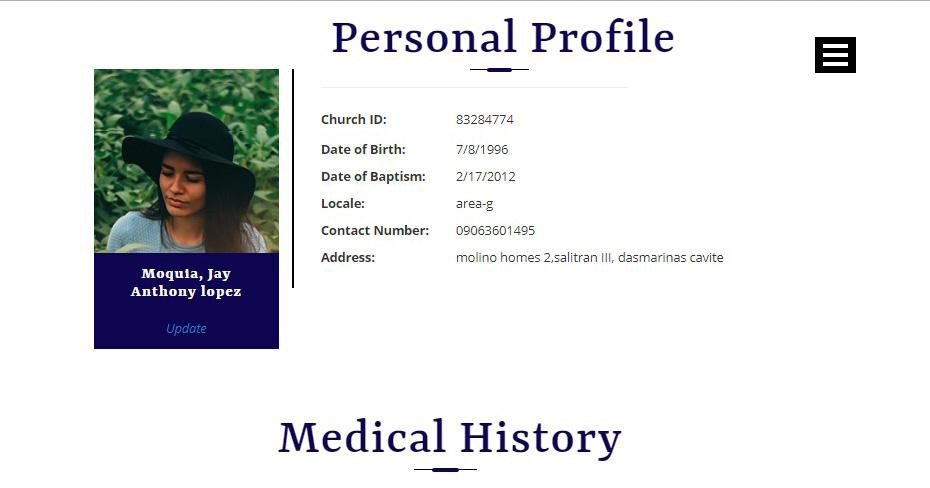 Personal Profile
Church ID: 83284774
Date of Birth: 7/8/1996
Date of Baptism: 2/17/2012
Locale: area-g
Contact Number: 09063601495
Address: molino homes 2,salitran III, dasmarinas cavite
Moquia, Jay
Anthony lopez
Update
Medical History